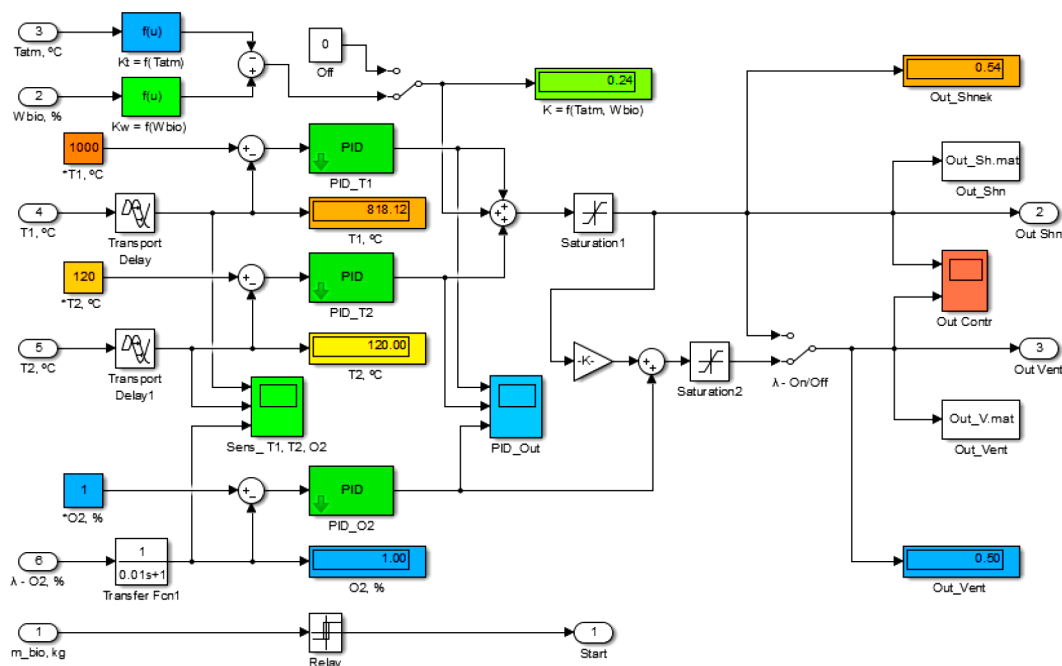 3
Tatm, ºC
f(u)
Kt = f(Tatm)
2
Wbio, %
f(u)
Kw = f(Wbio)
−
+
0
Off
0.24
K = f(Tatm, Wbio)
0.54
Out_Shnek
1000
*T1, ºC
+
−
PID
PID_T1
Out_Sh.mat
Out_Shn
4
T1, ºC
Transport
Delay
818.12
T1, ºC
+
+
+
Saturation1
2
Out Shn
120
*T2, ºC
+
−
PID
PID_T2
Out Contr
5
T2, ºC
Transport
Delay1
120.00
T2, ºC
-K-
+
+
Saturation2
λ - On/Off
3
Out Vent
Sens_ T1, T2, O2
PID_Out
Out_V.mat
Out_Vent
1
*O2, %
+
−
PID
PID_O2
6
λ - O2, %
1
0.01s+1
Transfer Fcn1
1.00
O2, %
0.50
Out_Vent
1
m_bio, kg
Relay
1
Start